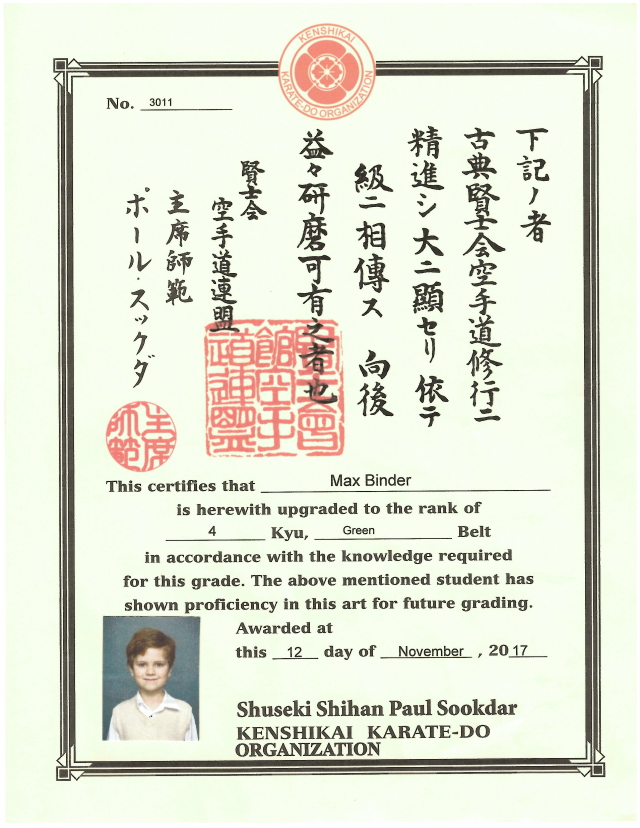 KENSHIKAI
KARATE-DO ORGANIZATION
No. 3011
下記ノ者
古典賢士会空手道修行ニ
精進シ大ニ顯セリ依テ
級ニ相傳ス 向後
益々研磨可有之者也
賢士会
空手道連盟
主席師範
ポール・スックダ
主席
師範
This certifies that Max Binder
is herewith upgraded to the rank of
4 Kyu, Green Belt
in accordance with the knowledge required
for this grade. The above mentioned student has
shown proficiency in this art for future grading.
Awarded at
this 12 day of November , 2017
Shuseki Shihan Paul Sookdar
KENSHIKAI KARATE-DO
ORGANIZATION